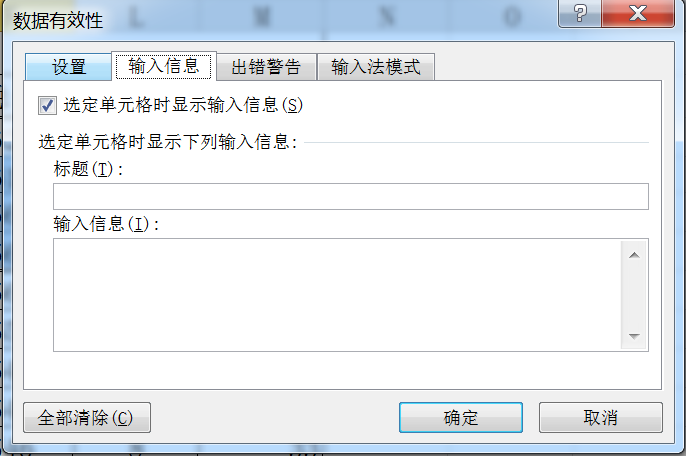 数据有效性
L M N O
设置 输入信息 出错警告 输入法模式
选定单元格时显示输入信息(S)
选定单元格时显示下列输入信息:
标题(T):
输入信息(I):
全部清除(C) 确定 取消